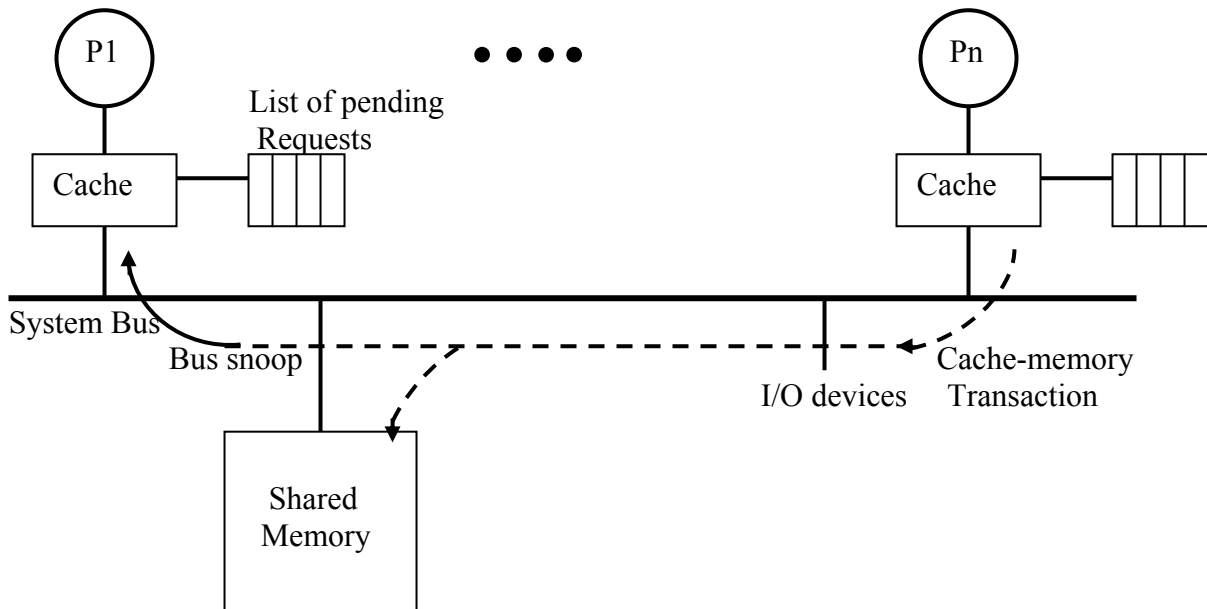 P1
Pn
List of pending
Requests
Cache
Cache
System Bus
Bus snoop
Cache-memory
Transaction
I/O devices
Shared
Memory